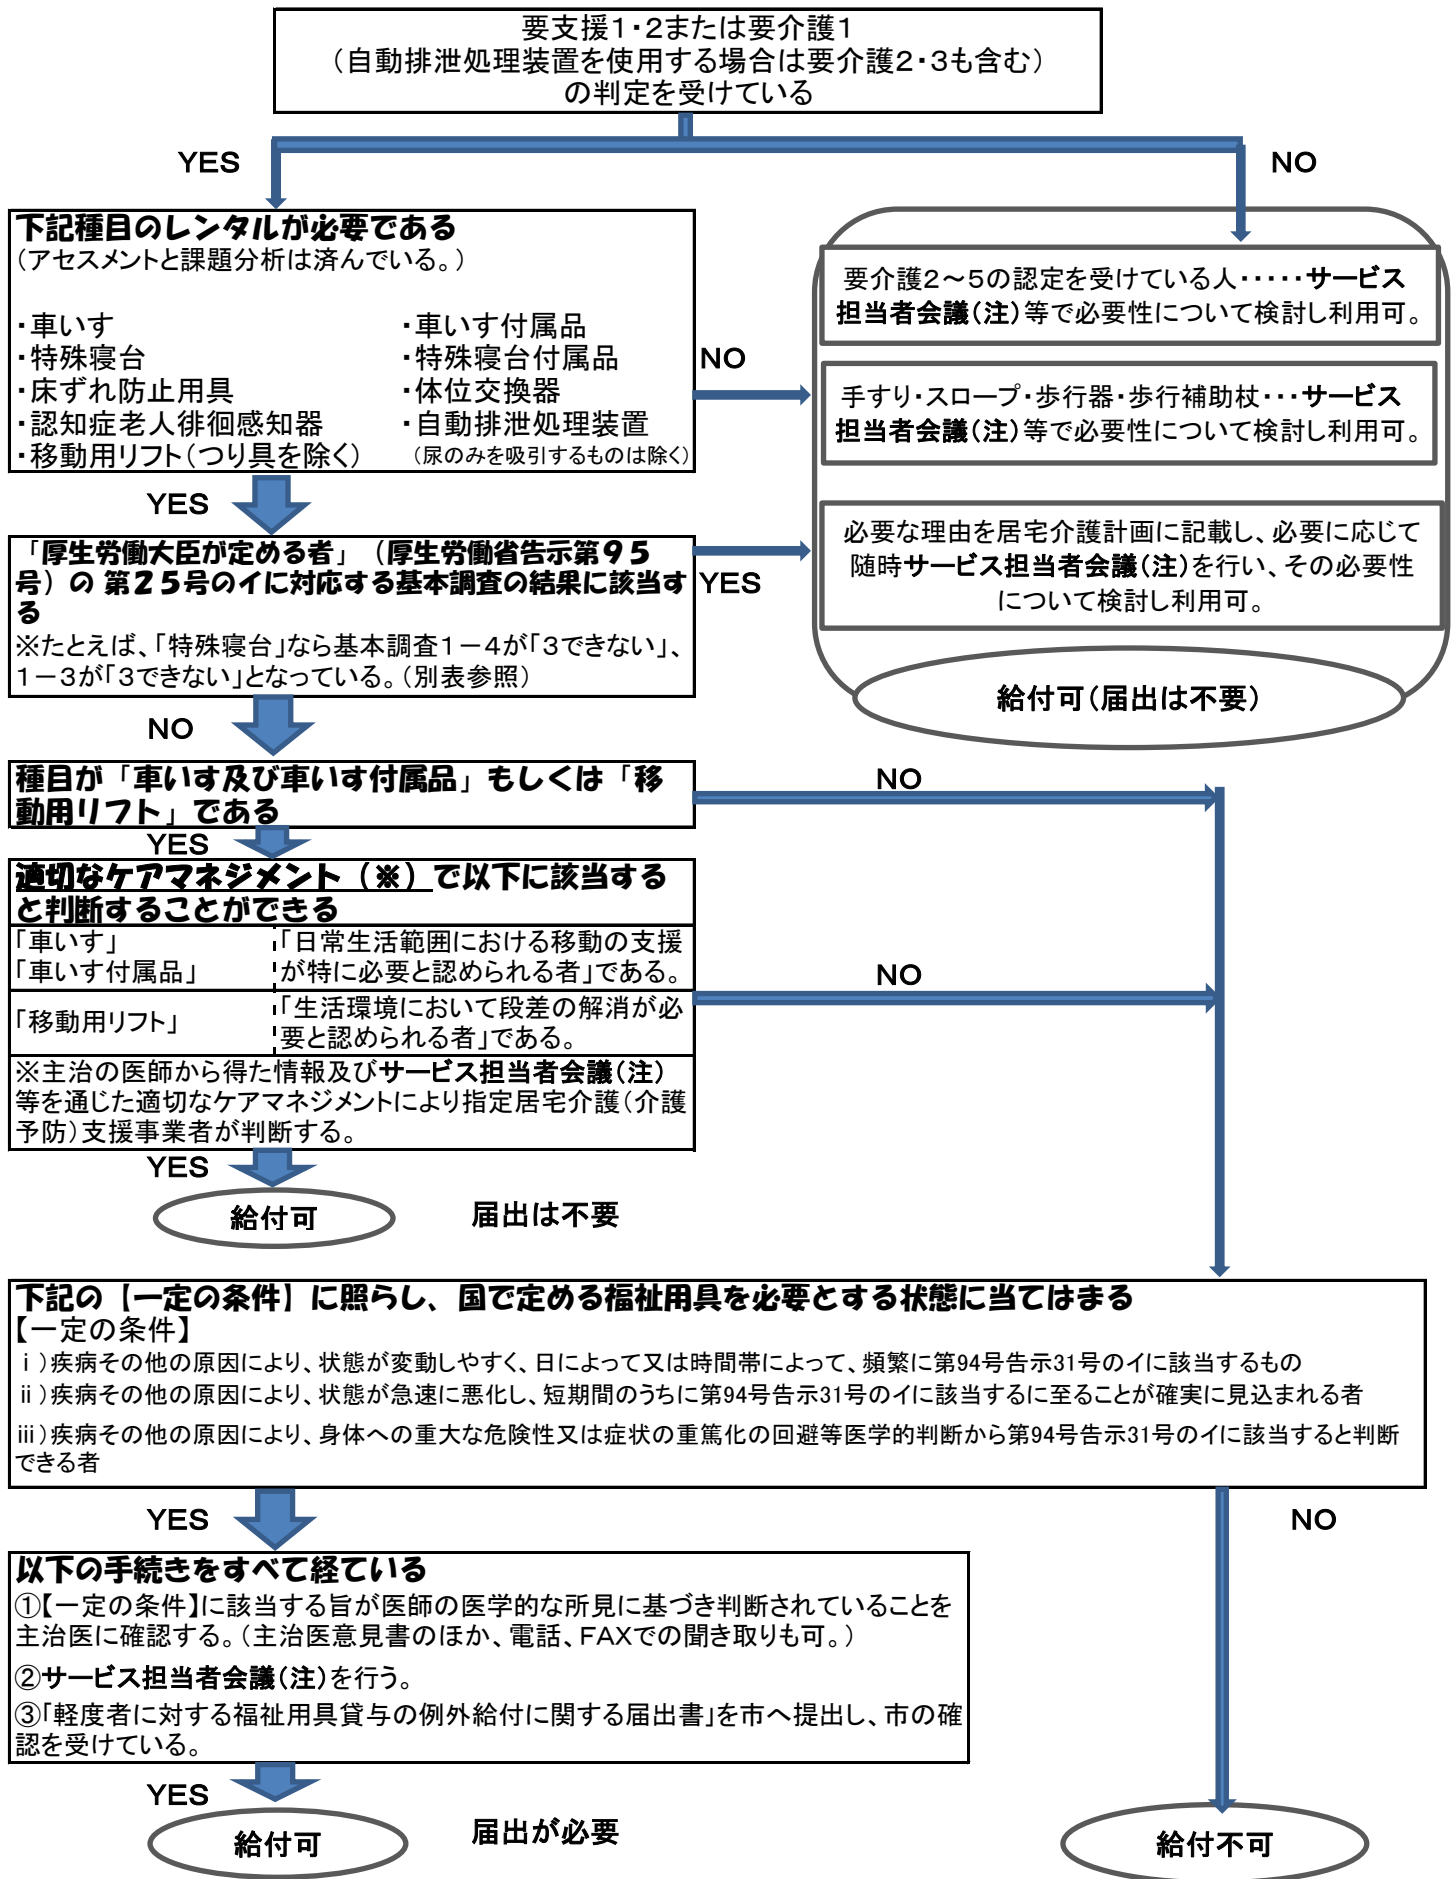 要支援1・2または要介護1
（自動排泄処理装置を使用する場合は要介護2・3も含む）
の判定を受けている
YES
NO
下記種目のレンタルが必要である
（アセスメントと課題分析は済んでいる。）
・車いす
・車いす付属品
・特殊寝台
・特殊寝台付属品
・床ずれ防止用具
・体位交換器
・認知症老人徘徊感知器
・自動排泄処理装置
・移動用リフト（つり具を除く）
（尿のみを吸引するものは除く）
NO
要介護2～5の認定を受けている人・・・・・サービス
担当者会議（注）等で必要性について検討し利用可。
手すり・スロープ・歩行器・歩行補助杖・・・サービス
担当者会議（注）等で必要性について検討し利用可。
必要な理由を居宅介護計画に記載し、必要に応じて
随時サービス担当者会議（注）を行い、その必要性
について検討し利用可。
給付可（届出は不要）
YES
「厚生労働大臣が定める者」（厚生労働省告示第９５
号）の 第２５号のイに対応する基本調査の結果に該当す
る
※たとえば、「特殊寝台」なら基本調査1－4が「3できない」、
1－3が「3できない」となっている。（別表参照）
YES
NO
種目が「車いす及び車いす付属品」もしくは「移
動用リフト」である
NO
YES
適切なケアマネジメント（※）で以下に該当する
と判断することができる
「車いす」
「車いす付属品」
「日常生活範囲における移動の支援
が特に必要と認められる者」である。
「移動用リフト」
「生活環境において段差の解消が必
要と認められる者」である。
※主治の医師から得た情報及びサービス担当者会議（注）
等を通じた適切なケアマネジメントにより指定居宅介護（介護
予防）支援事業者が判断する。
NO
YES
給付可
届出は不要
下記の【一定の条件】に照らし、国で定める福祉用具を必要とする状態に当てはまる
【一定の条件】
ⅰ）疾病その他の原因により、状態が変動しやすく、日によって又は時間帯によって、頻繁に第94号告示31号のイに該当するもの
ⅱ）疾病その他の原因により、状態が急速に悪化し、短期間のうちに第94号告示31号のイに該当するに至ることが確実に見込まれる者
ⅲ）疾病その他の原因により、身体への重大な危険性又は症状の重篤化の回避等医学的判断から第94号告示31号のイに該当すると判断
できる者
YES
NO
以下の手続きをすべて経ている
①【一定の条件】に該当する旨が医師の医学的な所見に基づき判断されていることを
主治医に確認する。（主治医意見書のほか、電話、FAXでの聞き取りも可。）
②サービス担当者会議（注）を行う。
③「軽度者に対する福祉用具貸与の例外給付に関する届出書」を市へ提出し、市の確
認を受けている。
YES
給付可
届出が必要
給付不可